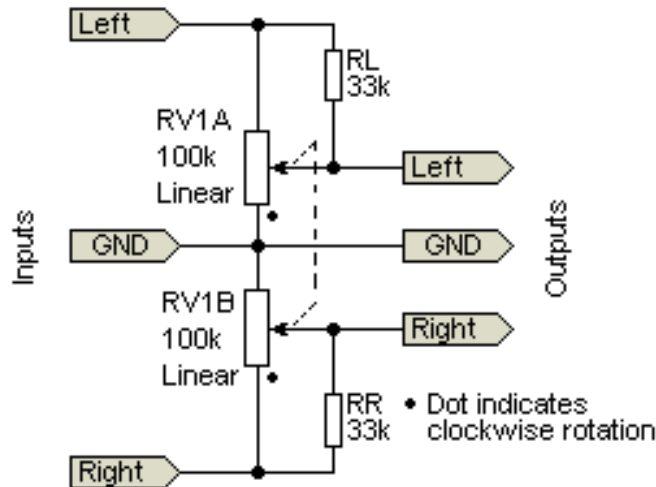 Left
RL
33k
RV1A
100k
Linear
Left
Inputs
GND
GND
Outputs
RV1B
100k
Linear
Right
RR
33k
• Dot indicates
clockwise rotation
Right